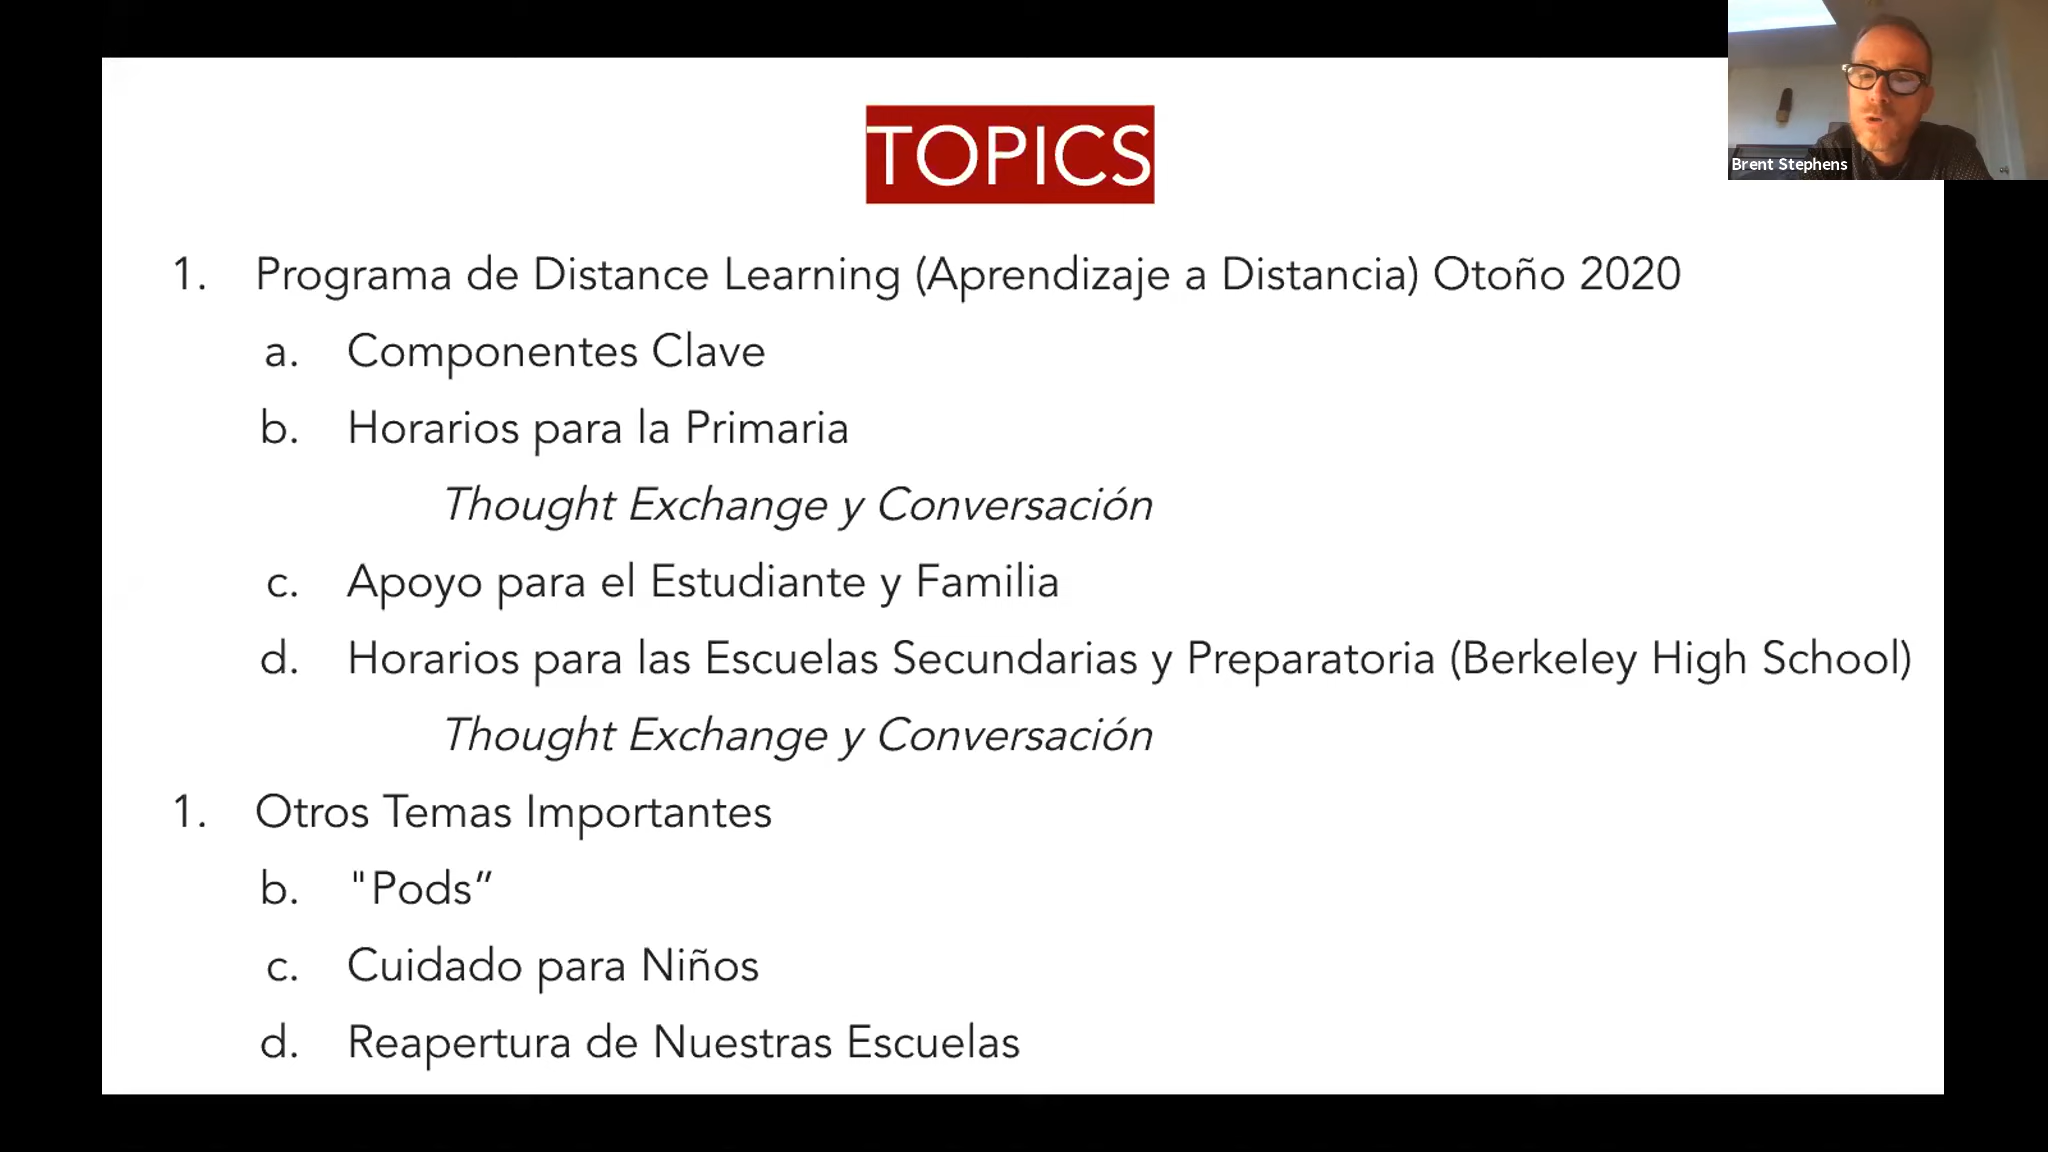 TOPICS
Brent Stephens
1. Programa de Distance Learning (Aprendizaje a Distancia) Otoño 2020
a. Componentes Clave
b. Horarios para la Primaria
Thought Exchange y Conversación
c. Apoyo para el Estudiante y Familia
d. Horarios para las Escuelas Secundarias y Preparatoria (Berkeley High School)
Thought Exchange y Conversación
1. Otros Temas Importantes
b. "Pods”
c. Cuidado para Niños
d. Reapertura de Nuestras Escuelas